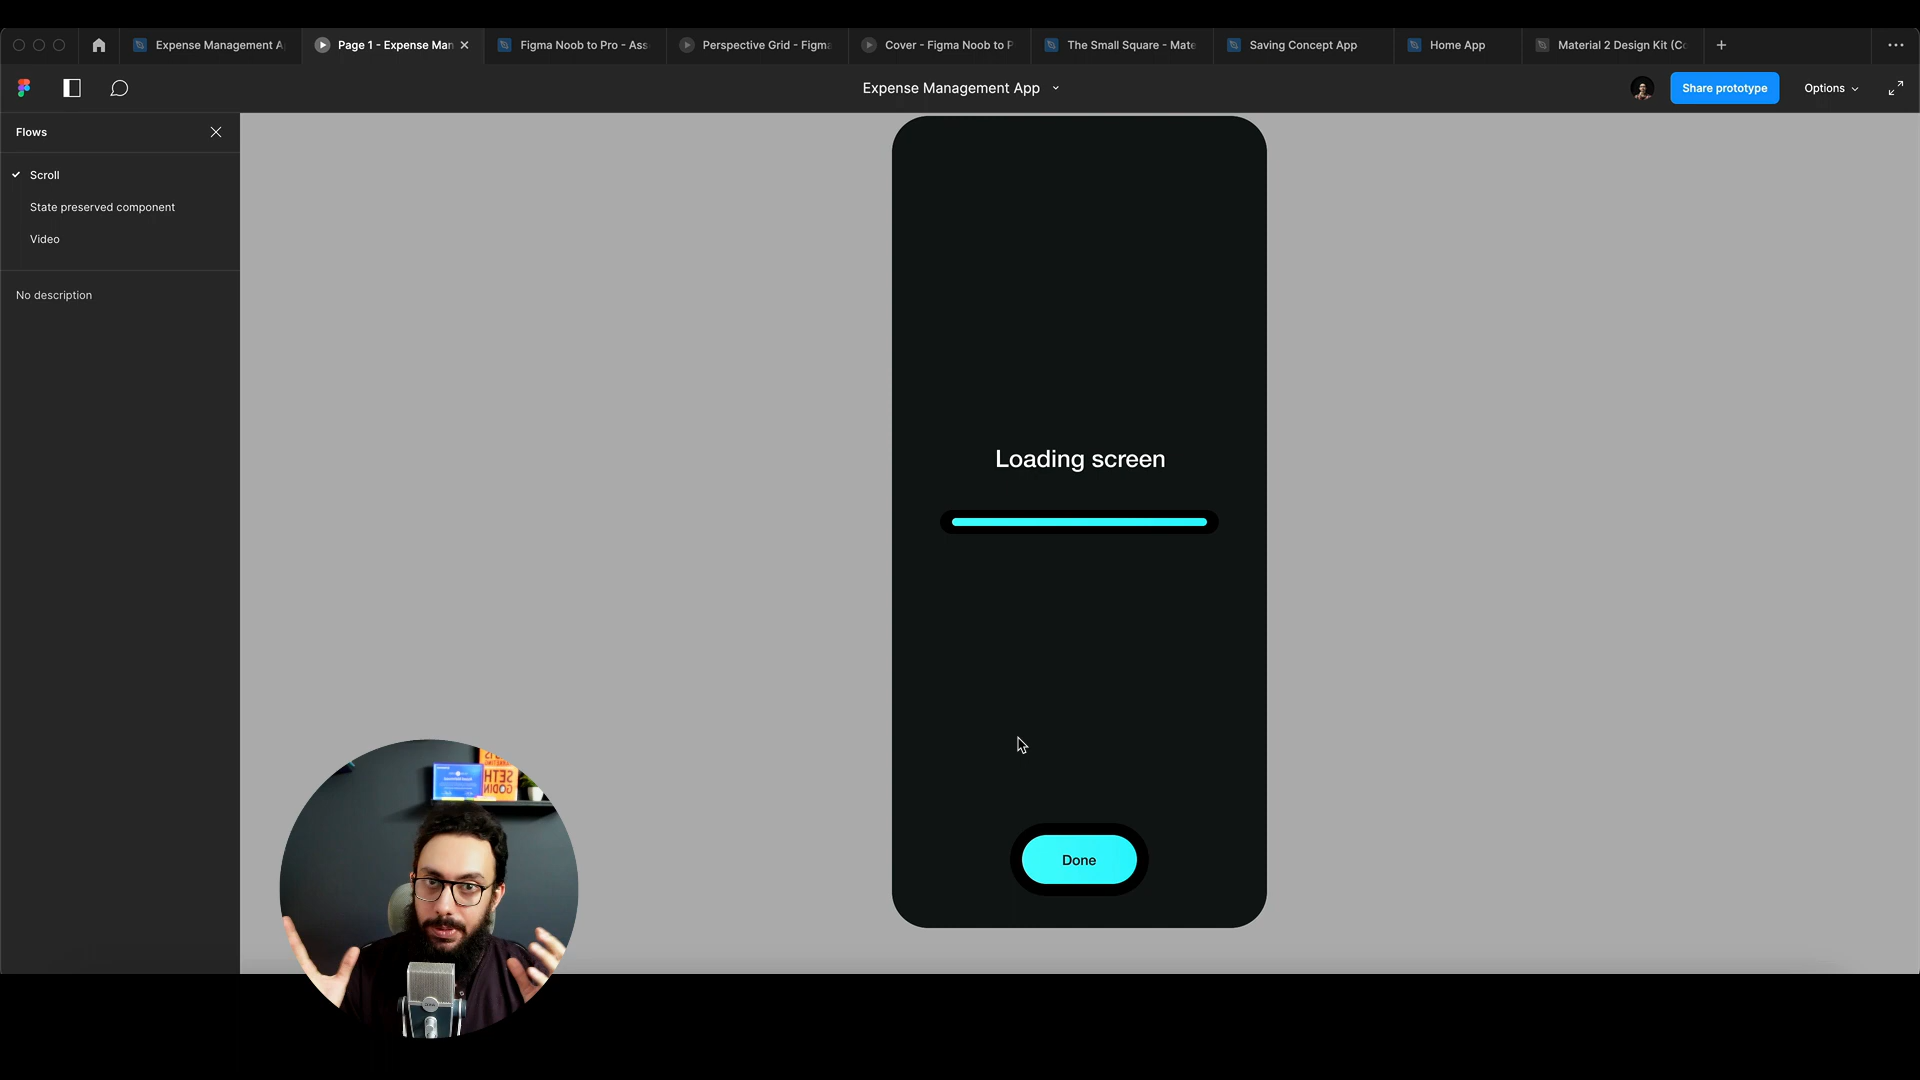 Expense Management A
Page 1 - Expense Man
Figma Noob to Pro - Ass
Perspective Grid - Figma
Cover - Figma Noob to P
The Small Square - Mate
Saving Concept App
Home App
Material 2 Design Kit (Co
Expense Management App
Share prototype
Options
Flows
Scroll
State preserved component
Video
No description
Loading screen
Done
SETH
GODIN